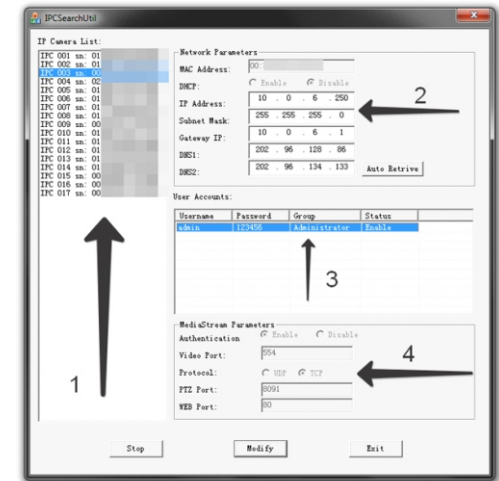 IPCSearchUtil
IP Camera List:
IPC 001 sn: 01
IPC 002 sn: 01
IPC 003 sn: 00
IPC 004 sn: 02
IPC 005 sn: 01
IPC 006 sn: 01
IPC 007 sn: 01
IPC 008 sn: 01
IPC 009 sn: 00
IPC 010 sn: 01
IPC 011 sn: 01
IPC 012 sn: 01
IPC 013 sn: 01
IPC 014 sn: 01
IPC 015 sn: 00
IPC 016 sn: 00
IPC 017 sn: 00
1
Network Parameters
MAC Address: 00:
DHCP: Enable Disable
IP Address: 10 . 0 . 6 . 250
Subnet Mask: 255 . 255 . 255 . 0
Gateway IP: 10 . 0 . 6 . 1
DNS1: 202 . 96 . 128 . 86
DNS2: 202 . 96 . 134 . 133
Auto Retrive
2
User Accounts:
Username Password Group Status
admin 123456 Administrator Enable
3
MediaStream Parameters
Authentication Enable Disable
Video Port: 554
Protocol: UDP TCP
PTZ Port: 8091
WEB Port: 80
4
Stop Modify Exit